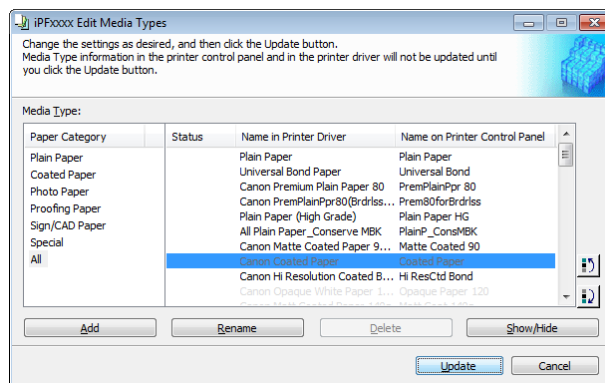 iPFxxxx Edit Media Types
Change the settings as desired, and then click the Update button.
Media Type information in the printer control panel and in the printer driver will not be updated until
you click the Update button.
Media Type:
Paper Category Status Name in Printer Driver Name on Printer Control Panel
Plain Paper
Coated Paper
Photo Paper
Proofing Paper
Sign/CAD Paper
Special
All
Plain Paper Plain Paper
Universal Bond Paper Universal Bond
Canon Premium Plain Paper 80 PremPlainPpr 80
Canon PremPlainPpr80(Brdrlss... Prem80forBrdrlss
Plain Paper (High Grade) Plain Paper HG
All Plain Paper_Conserve MBK PlainP_ConsMBK
Canon Matte Coated Paper 9... Matte Coated 90
Canon Coated Paper Coated Paper
Canon Hi Resolution Coated B... Hi ResCtd Bond
Canon Opaque White Paper 1... Opaque Paper 120
Add Rename Delete Show/Hide
Update Cancel